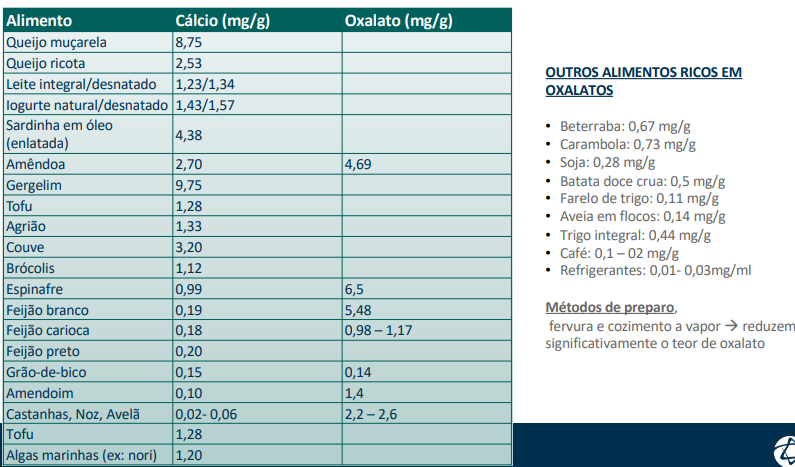 Alimento Cálcio (mg/g) Oxalato (mg/g)
Queijo muçarela 8,75
Queijo ricota 2,53
Leite integral/desnatado 1,23/1,34
Iogurte natural/desnatado 1,43/1,57
Sardinha em óleo
(enlatada) 4,38
Amêndoa 2,70 4,69
Gergelim 9,75
Tofu 1,28
Agrião 1,33
Couve 3,20
Brócolis 1,12
Espinafre 0,99 6,5
Feijão branco 0,19 5,48
Feijão carioca 0,18 0,98 – 1,17
Feijão preto 0,20
Grão-de-bico 0,15 0,14
Amendoim 0,10 1,4
Castanhas, Noz, Avelã 0,02- 0,06 2,2 – 2,6
Tofu 1,28
Algas marinhas (ex: nori) 1,20
OUTROS ALIMENTOS RICOS EM
OXALATOS
• Beterraba: 0,67 mg/g
• Carambola: 0,73 mg/g
• Soja: 0,28 mg/g
• Batata doce crua: 0,5 mg/g
• Farelo de trigo: 0,11 mg/g
• Aveia em flocos: 0,14 mg/g
• Trigo integral: 0,44 mg/g
• Café: 0,1 – 02 mg/g
• Refrigerantes: 0,01- 0,03mg/ml
Métodos de preparo,
fervura e cozimento a vapor → reduzem
significativamente o teor de oxalato